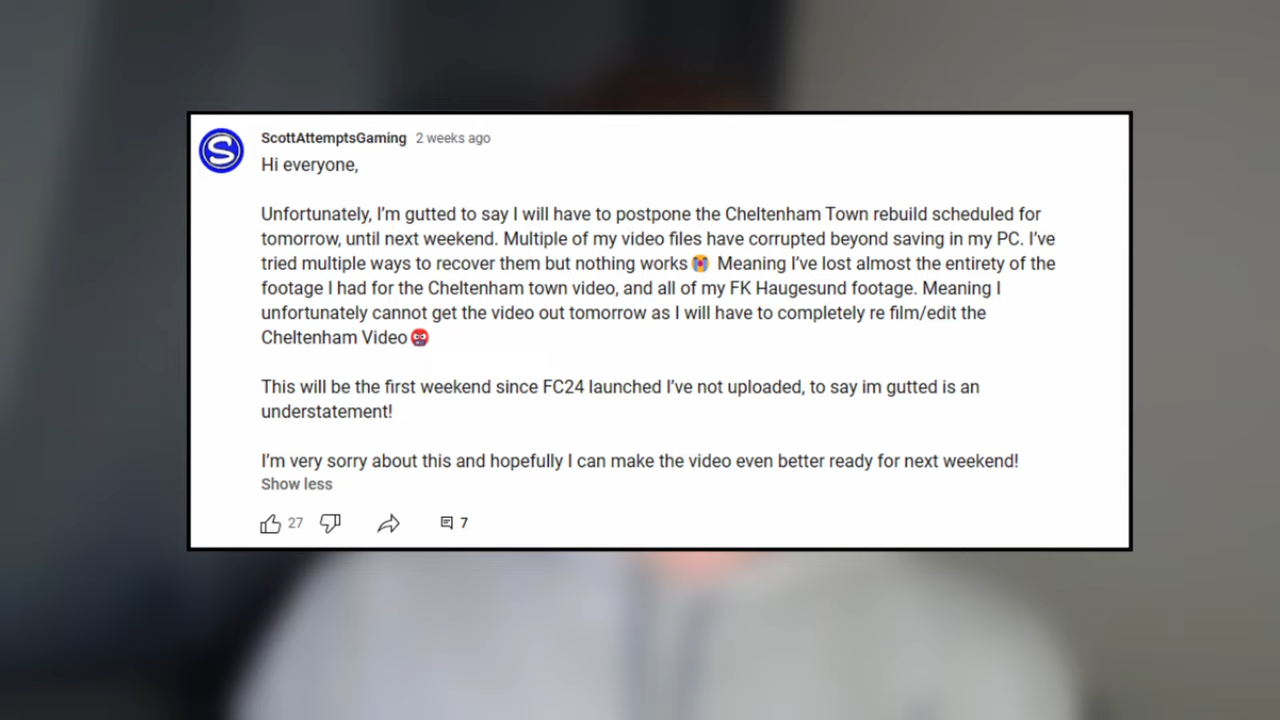 S
ScottAttemptsGaming 2 weeks ago
Hi everyone,
Unfortunately, I'm gutted to say I will have to postpone the Cheltenham Town rebuild scheduled for
tomorrow, until next weekend. Multiple of my video files have corrupted beyond saving in my PC. I've
tried multiple ways to recover them but nothing works😭 Meaning I've lost almost the entirety of the
footage I had for the Cheltenham town video, and all of my FK Haugesund footage. Meaning I
unfortunately cannot get the video out tomorrow as I will have to completely re film/edit the
Cheltenham Video👹
This will be the first weekend since FC24 launched I've not uploaded, to say im gutted is an
understatement!
I'm very sorry about this and hopefully I can make the video even better ready for next weekend!
Show less
27 7